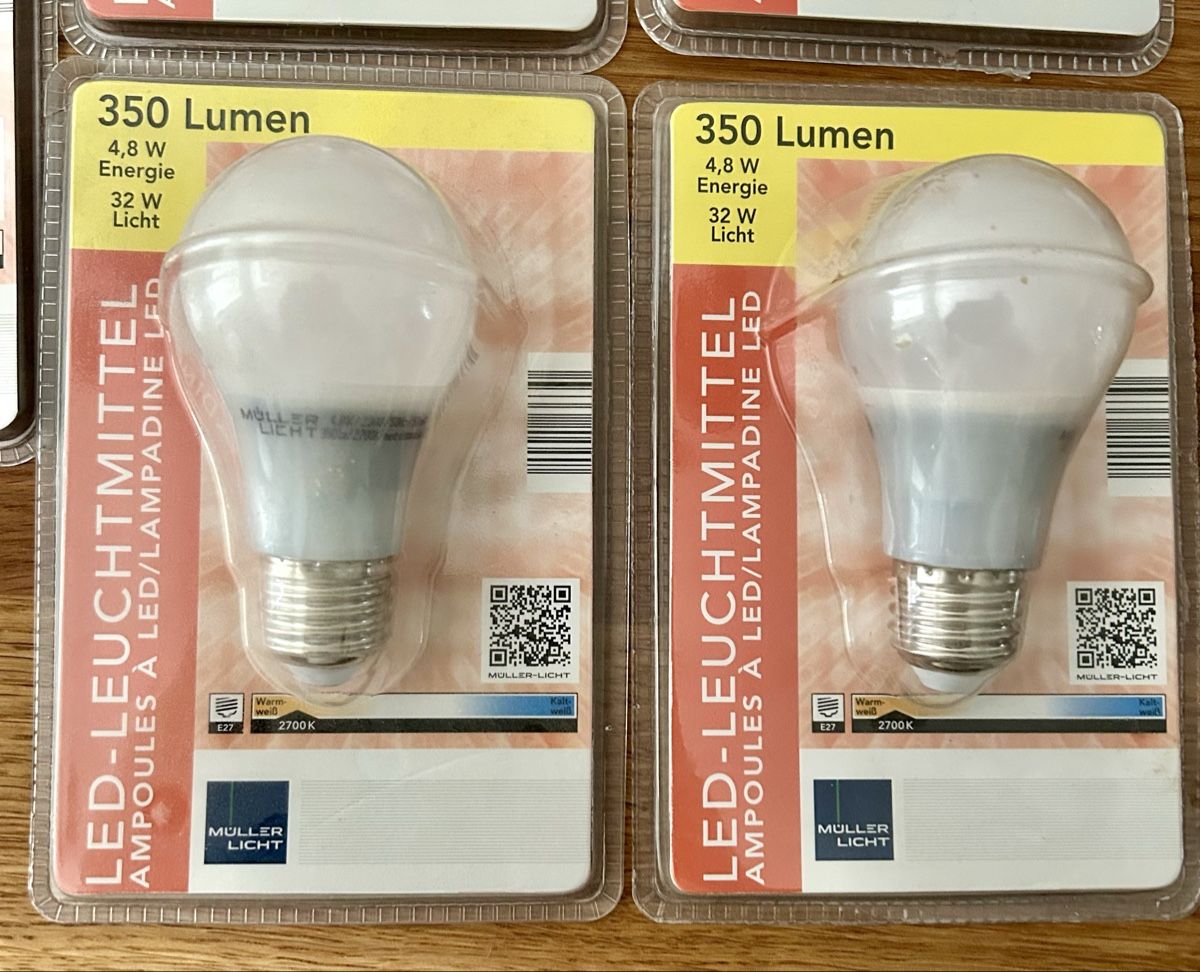 350 Lumen
4,8 W
Energie
32 W
Licht
LED-LEUCHTMITTEL
AMPOULES À LED/LAMPADINE LED
MÜLLER
LICHT
MÜLLER-LICHT
E27
Warm-
weiß
Kalt-
weiß
2700K
MÜLLER
LICHT
350 Lumen
4,8 W
Energie
32 W
Licht
LED-LEUCHTMITTEL
AMPOULES À LED/LAMPADINE LED
MÜLLER-LICHT
E27
Warm-
weiß
Kalt-
weiß
2700K
MÜLLER
LICHT